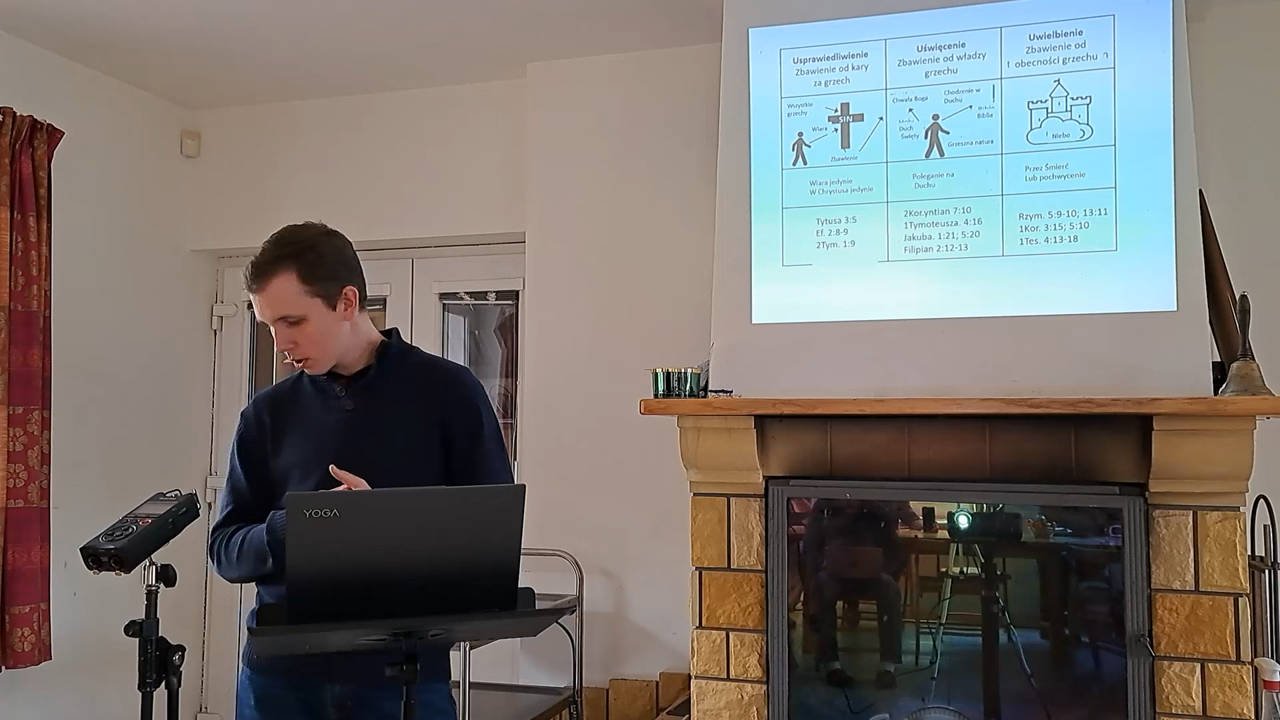 Usprawiedliwienie
Zbawienie od kary
za grzech
Uświęcenie
Zbawienie od władzy
grzechu
Uwielbienie
Zbawienie od
obecności grzechu
Wszystkie
grzechy
Wiara
SIN
Zbawienie
Chwała Boga
Duch
Święty
Chodzenie w
Duchu
Biblia
Grzeszna natura
Niebo
Wiara jedynie
W Chrystusa jedynie
Poleganie na
Duchu
Przez Śmierć
Lub pochwycenie
Tytusa 3:5
Ef. 2:8-9
2Tym. 1:9
2Kor.yntian 7:10
1Tymoteusza. 4:16
Jakuba. 1:21; 5:20
Filipian 2:12-13
Rzym. 5:9-10; 13:11
1Kor. 3:15; 5:10
1Tes. 4:13-18
YOGA